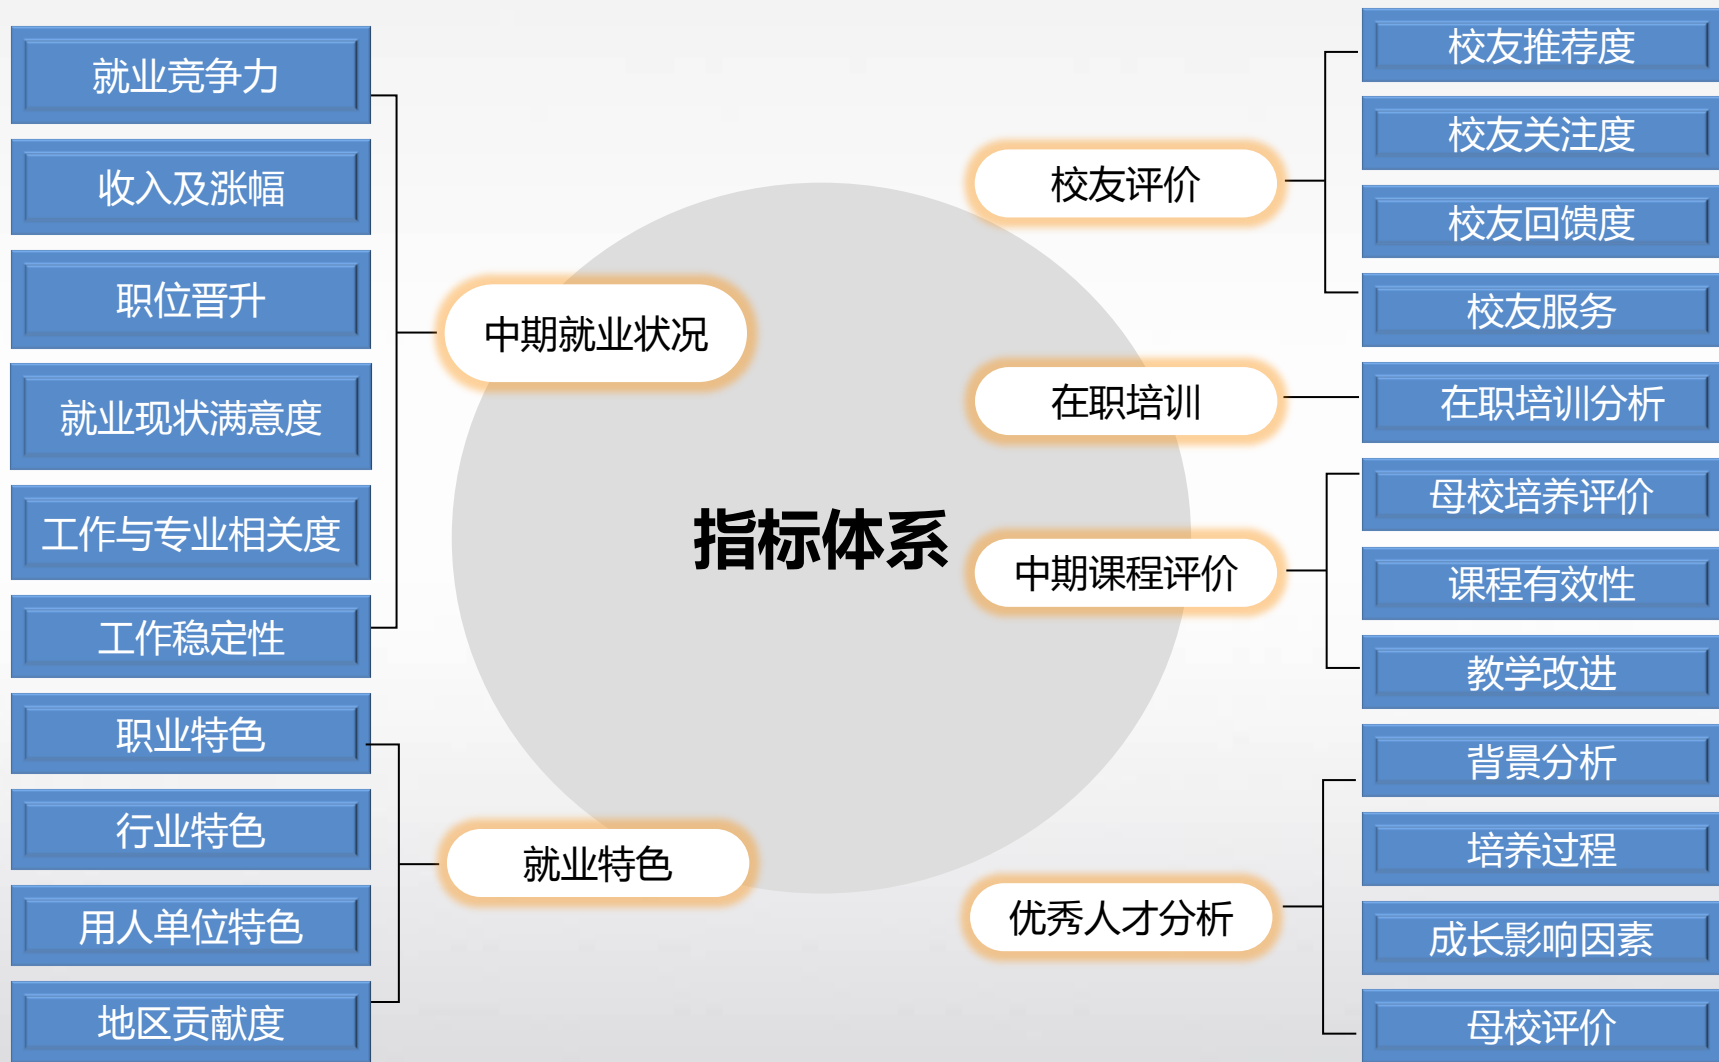 就业竞争力
收入及涨幅
职位晋升
就业现状满意度
工作与专业相关度
工作稳定性
职业特色
行业特色
用人单位特色
地区贡献度
中期就业状况
就业特色
指标体系
校友评价
在职培训
中期课程评价
优秀人才分析
校友推荐度
校友关注度
校友回馈度
校友服务
在职培训分析
母校培养评价
课程有效性
教学改进
背景分析
培养过程
成长影响因素
母校评价